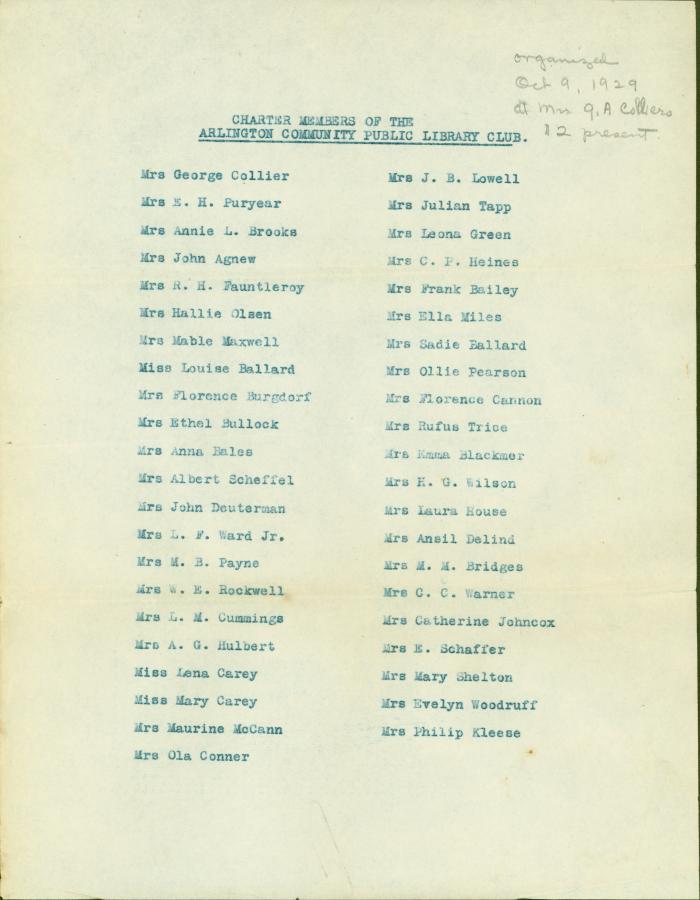 organized
Oct 9, 1929
at Mrs G. A Colliers
12 present.
CHARTER MEMBERS OF THE
ARLINGTON COMMUNITY PUBLIC LIBRARY CLUB.
Mrs George Collier
Mrs E. H. Puryear
Mrs Annie L. Brooks
Mrs John Agnew
Mrs R. H. Fauntleroy
Mrs Hallie Olsen
Mrs Mable Maxwell
Miss Louise Ballard
Mrs Florence Burgdorf
Mrs Ethel Bullock
Mrs Anna Bales
Mrs Albert Scheffel
Mrs John Deuterman
Mrs L. F. Ward Jr.
Mrs M. B. Payne
Mrs W. E. Rockwell
Mrs L. M. Cummings
Mrs A. G. Hulbert
Miss Lena Carey
Miss Mary Carey
Mrs Maurine McCann
Mrs Ola Conner
Mrs J. B. Lowell
Mrs Julian Tapp
Mrs Leona Green
Mrs C. P. Heines
Mrs Frank Bailey
Mrs Ella Miles
Mrs Sadie Ballard
Mrs Ollie Pearson
Mrs Florence Cannon
Mrs Rufus Trice
Mrs Emma Blackmer
Mrs H. G. Wilson
Mrs Laura House
Mrs Ansil Delind
Mrs M. M. Bridges
Mrs C. C. Warner
Mrs Catherine Johncox
Mrs E. Schaffer
Mrs Mary Shelton
Mrs Evelyn Woodruff
Mrs Philip Kleese